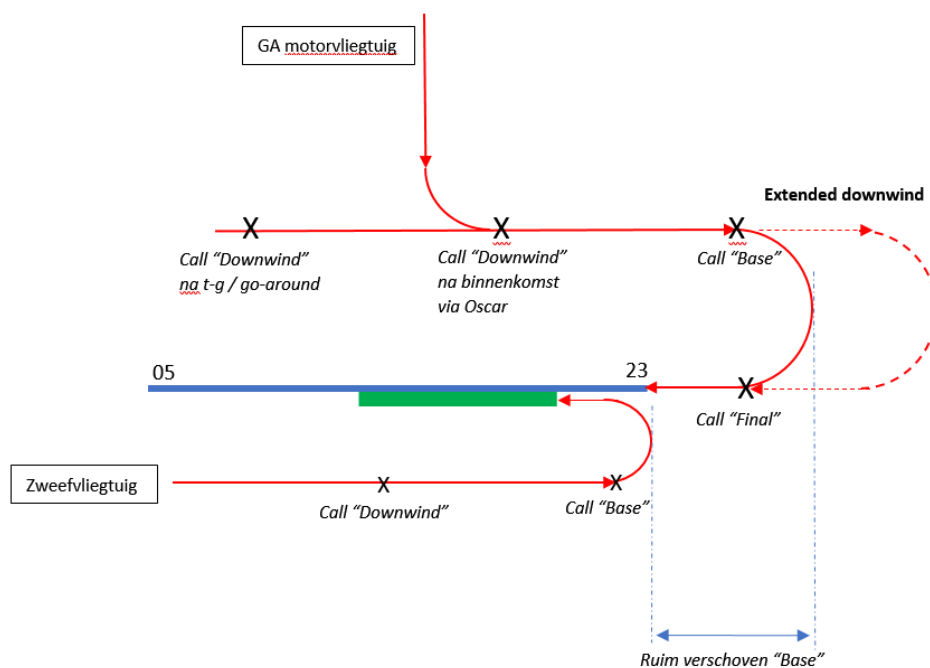 GA motorvliegtuig
Extended downwind
X
X
X
Call “Downwind”
na t-g / go-around
Call “Downwind”
na binnenkomst
via Oscar
Call “Base”
05
23
X
Call “Final”
Zweefvliegtuig
X
X
Call “Downwind”
Call “Base”
Ruim verschoven “Base”